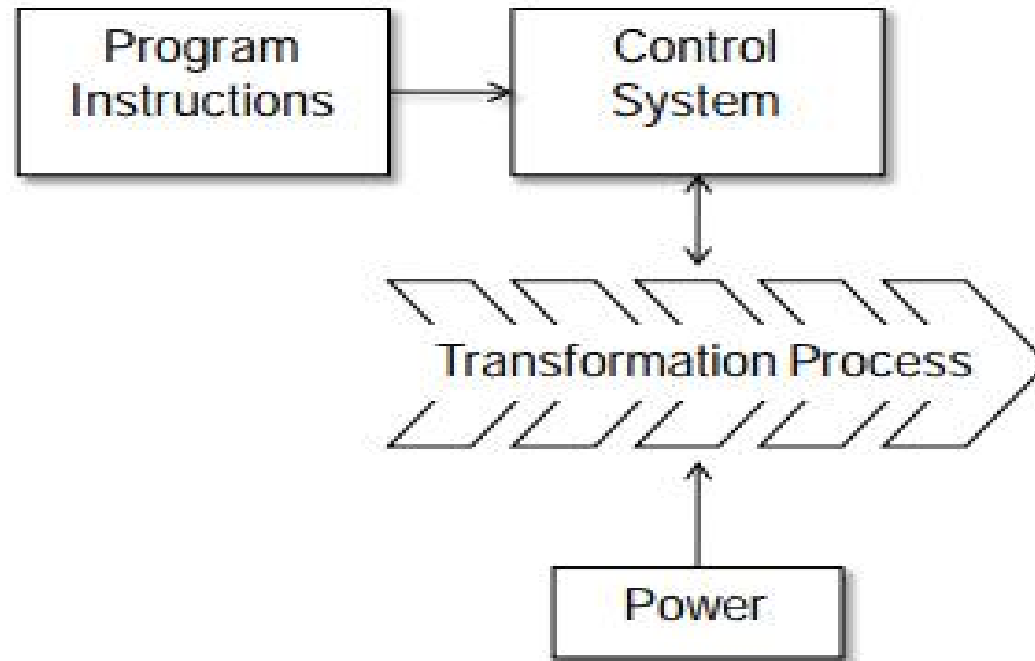 Program
Instructions
Control
System
Transformation Process
Power